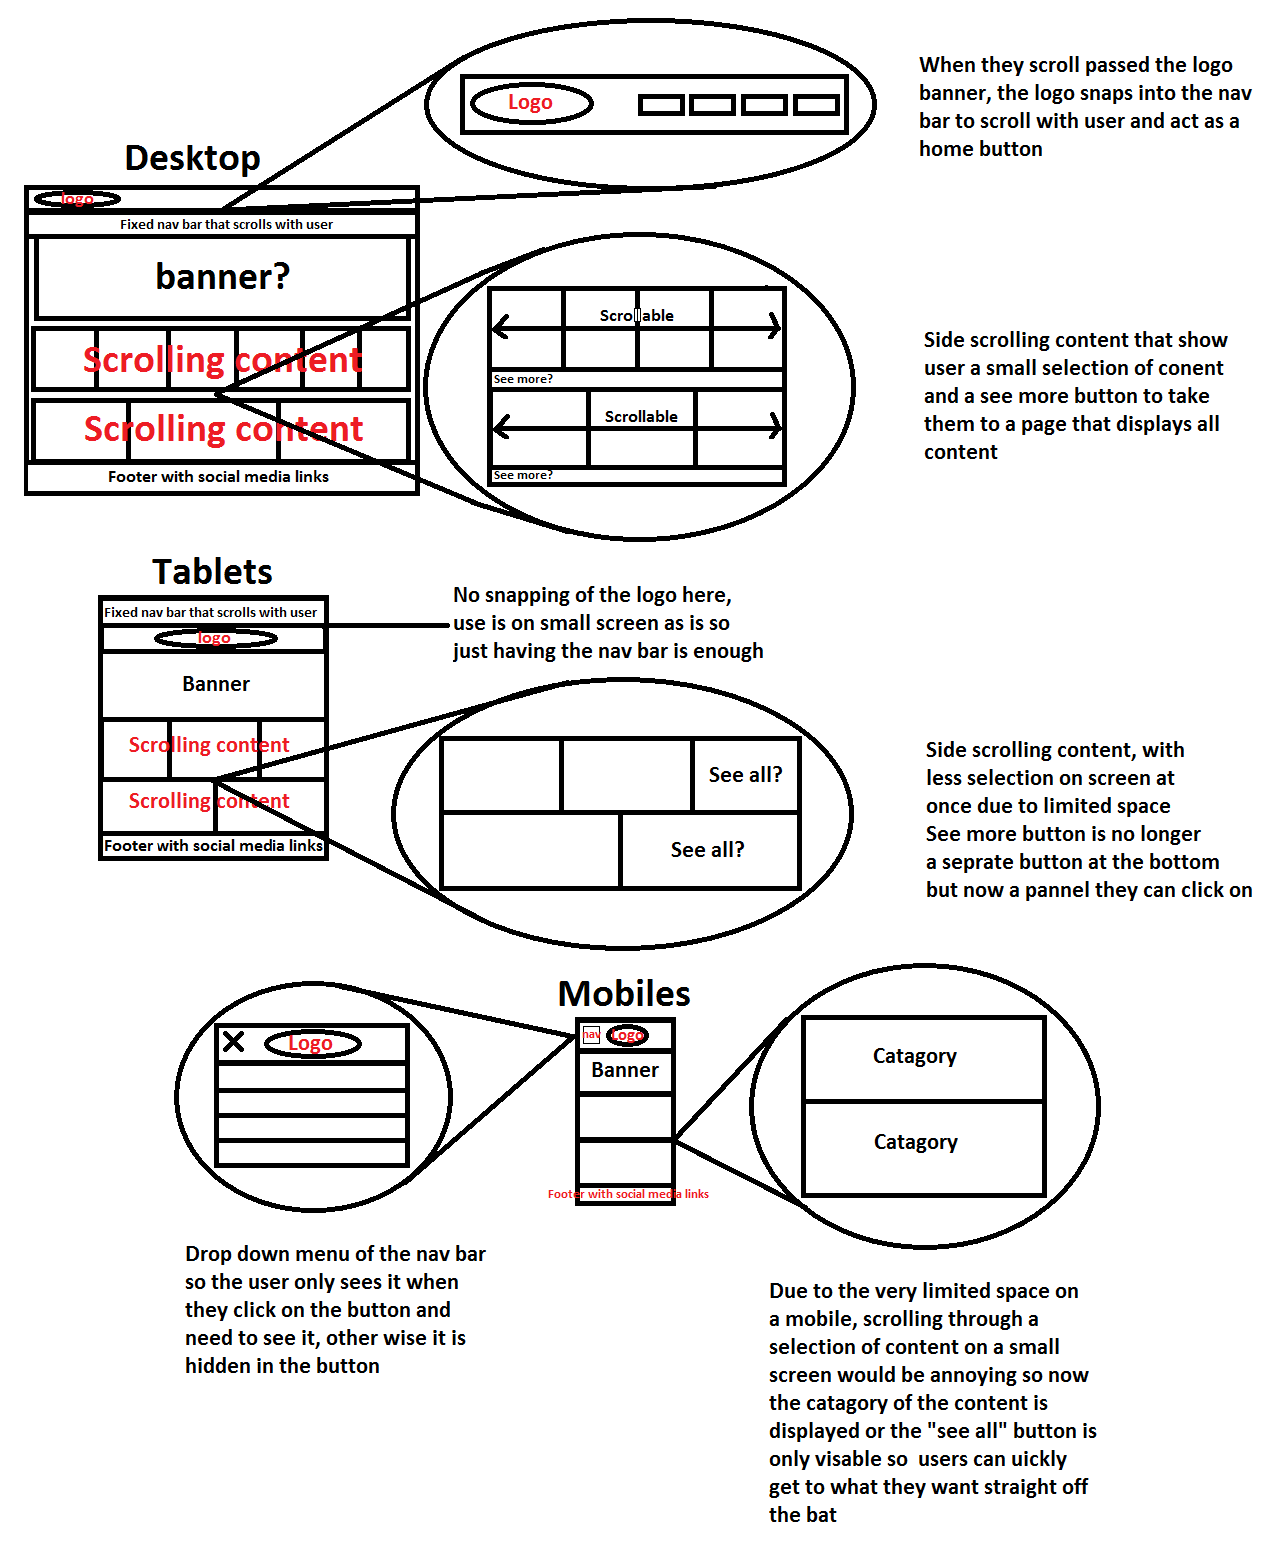 When they scroll passed the logo
banner, the logo snaps into the nav
bar to scroll with user and act as a
home button
Logo
Desktop
logo
Fixed nav bar that scrolls with user
banner?
Scrolling content
Scrolling content
Footer with social media links
Scrollable
See more?
Scrollable
See more?
Side scrolling content that show
user a small selection of conent
and a see more button to take
them to a page that displays all
content
Tablets
Fixed nav bar that scrolls with user
logo
Banner
Scrolling content
Scrolling content
Footer with social media links
No snapping of the logo here,
use is on small screen as is so
just having the nav bar is enough
See all?
See all?
Side scrolling content, with
less selection on screen at
once due to limited space
See more button is no longer
a seprate button at the bottom
but now a pannel they can click on
Mobiles
nav
Logo
Banner
Footer with social media links
Logo
Catagory
Catagory
Drop down menu of the nav bar
so the user only sees it when
they click on the button and
need to see it, other wise it is
hidden in the button
Due to the very limited space on
a mobile, scrolling through a
selection of content on a small
screen would be annoying so now
the catagory of the content is
displayed or the "see all" button is
only visable so  users can uickly
get to what they want straight off
the bat